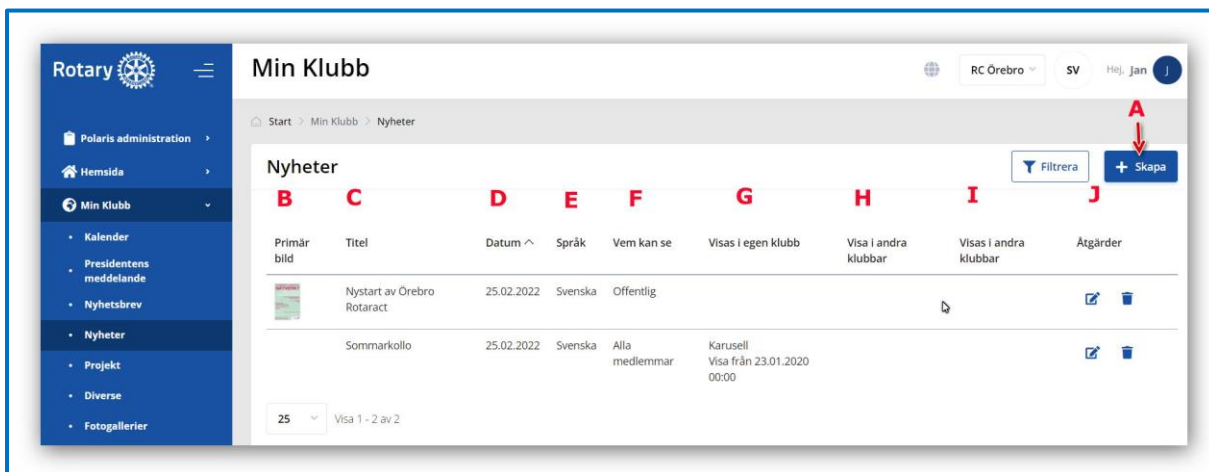 Rotary
Min Klubb
RC Örebro
SV
Hej, Jan
J
A
Start > Min Klubb > Nyheter
Polaris administration
Hemsida
Min Klubb
Kalender
Presidentens
meddelande
Nyhetsbrev
Nyheter
Projekt
Diverse
Fotogallerier
Nyheter
Filtrera
+ Skapa
B C D E F G H I J
Primär bild Titel Datum Språk Vem kan se Visas i egen klubb Visa i andra klubbar Visas i andra klubbar Åtgärder
Nystart av Örebro Rotaract 25.02.2022 Svenska Offentlig
Sommarkollo 25.02.2022 Svenska Alla medlemmar Karusell
Visa från 23.01.2020
00:00
25 Visa 1 - 2 av 2